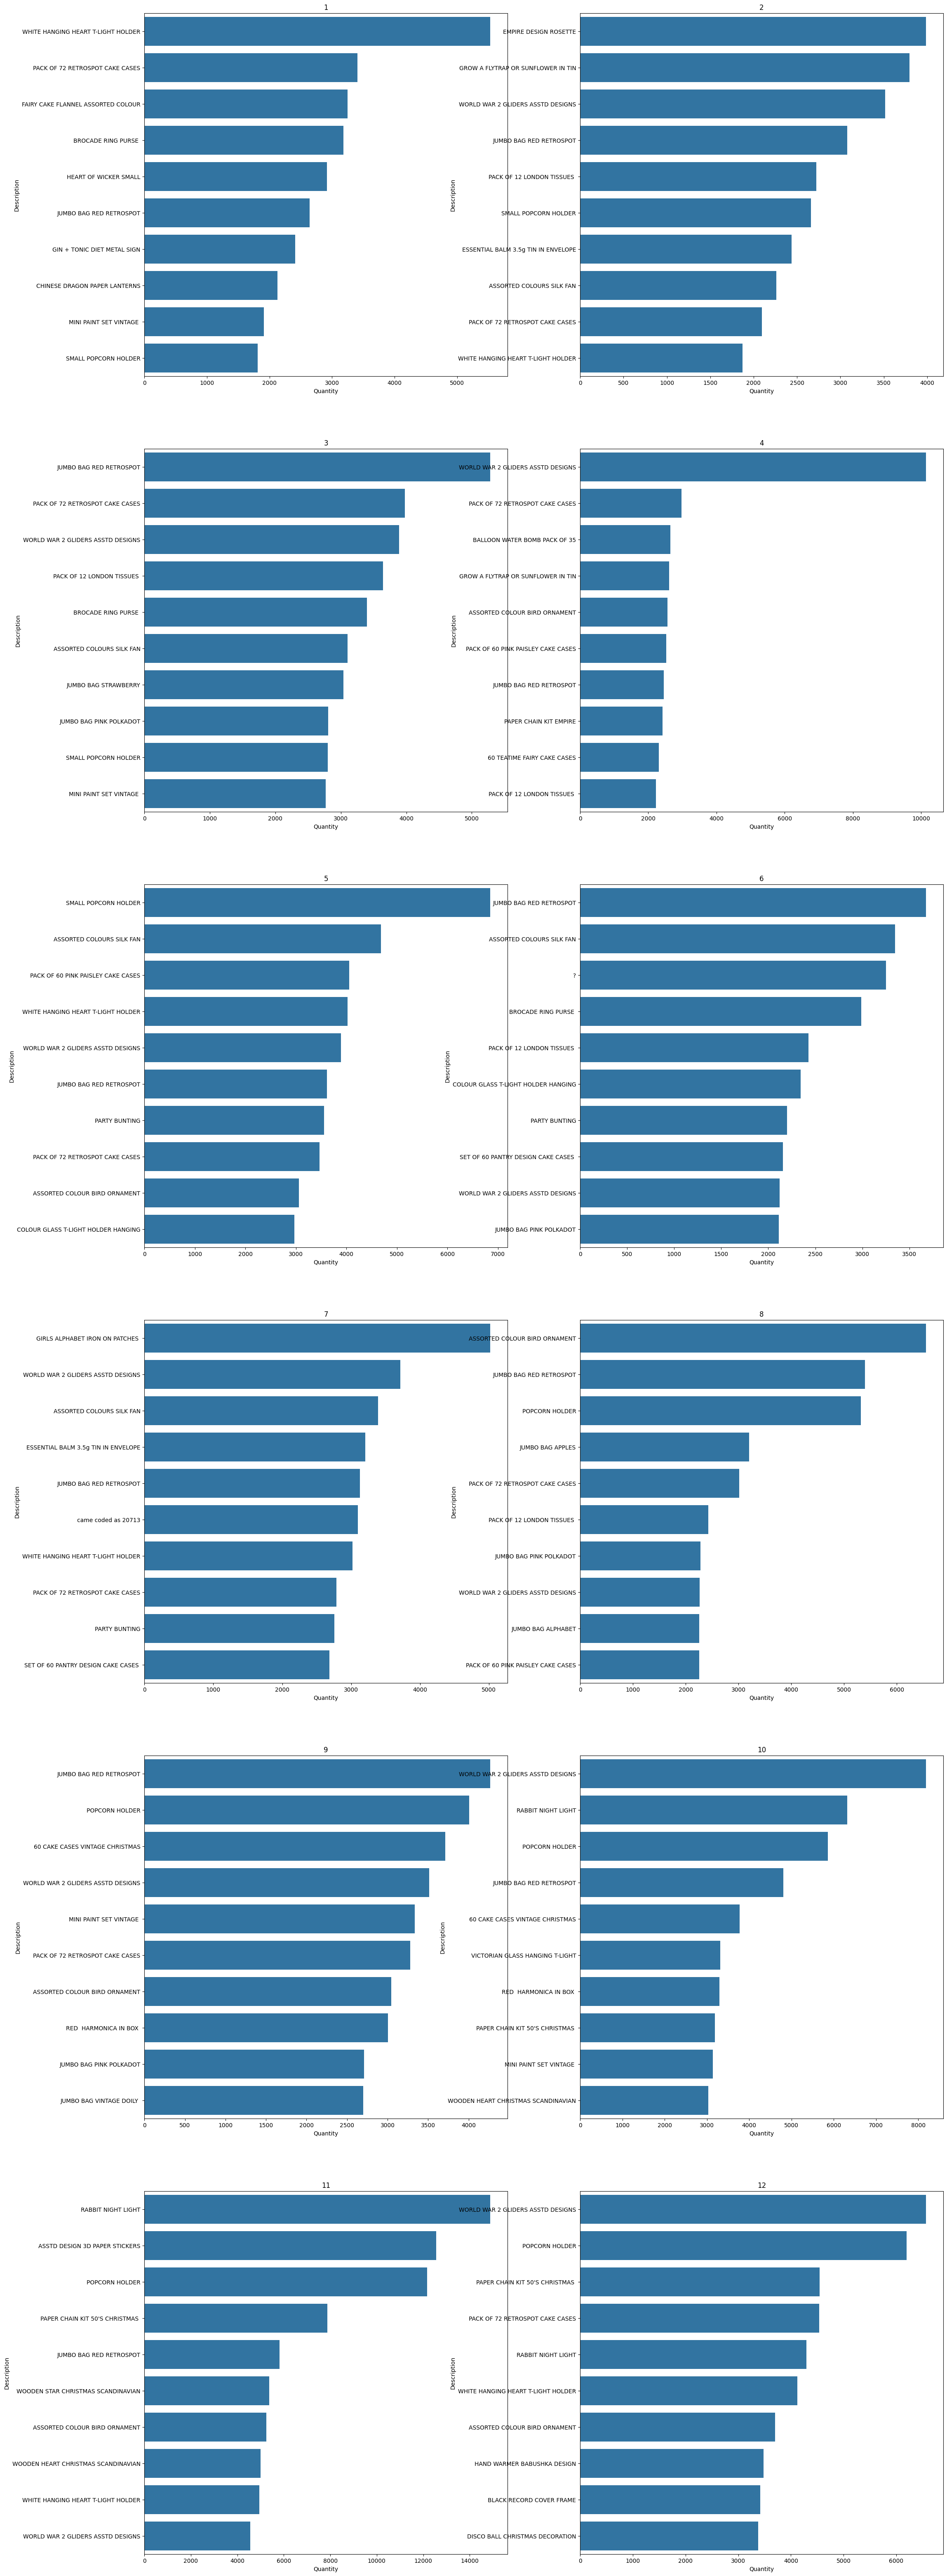 1
WHITE HANGING HEART T-LIGHT HOLDER
PACK OF 72 RETROSPOT CAKE CASES
FAIRY CAKE FLANNEL ASSORTED COLOUR
BROCADE RING PURSE
HEART OF WICKER SMALL
JUMBO BAG RED RETROSPOT
GIN + TONIC DIET METAL SIGN
CHINESE DRAGON PAPER LANTERNS
MINI PAINT SET VINTAGE
SMALL POPCORN HOLDER
Description
0 1000 2000 3000 4000 5000
Quantity
2
EMPIRE DESIGN ROSETTE
GROW A FLYTRAP OR SUNFLOWER IN TIN
WORLD WAR 2 GLIDERS ASSTD DESIGNS
JUMBO BAG RED RETROSPOT
PACK OF 12 LONDON TISSUES
SMALL POPCORN HOLDER
ESSENTIAL BALM 3.5g TIN IN ENVELOPE
ASSORTED COLOURS SILK FAN
PACK OF 72 RETROSPOT CAKE CASES
WHITE HANGING HEART T-LIGHT HOLDER
Description
0 500 1000 1500 2000 2500 3000 3500 4000
Quantity
3
JUMBO BAG RED RETROSPOT
PACK OF 72 RETROSPOT CAKE CASES
WORLD WAR 2 GLIDERS ASSTD DESIGNS
PACK OF 12 LONDON TISSUES
BROCADE RING PURSE
ASSORTED COLOURS SILK FAN
JUMBO BAG STRAWBERRY
JUMBO BAG PINK POLKADOT
SMALL POPCORN HOLDER
MINI PAINT SET VINTAGE
Description
0 1000 2000 3000 4000 5000
Quantity
4
WORLD WAR 2 GLIDERS ASSTD DESIGNS
PACK OF 72 RETROSPOT CAKE CASES
BALLOON WATER BOMB PACK OF 35
GROW A FLYTRAP OR SUNFLOWER IN TIN
ASSORTED COLOUR BIRD ORNAMENT
PACK OF 60 PINK PAISLEY CAKE CASES
JUMBO BAG RED RETROSPOT
PAPER CHAIN KIT EMPIRE
60 TEATIME FAIRY CAKE CASES
PACK OF 12 LONDON TISSUES
Description
0 2000 4000 6000 8000 10000
Quantity
5
SMALL POPCORN HOLDER
ASSORTED COLOURS SILK FAN
PACK OF 60 PINK PAISLEY CAKE CASES
WHITE HANGING HEART T-LIGHT HOLDER
WORLD WAR 2 GLIDERS ASSTD DESIGNS
JUMBO BAG RED RETROSPOT
PARTY BUNTING
PACK OF 72 RETROSPOT CAKE CASES
ASSORTED COLOUR BIRD ORNAMENT
COLOUR GLASS T-LIGHT HOLDER HANGING
Description
0 1000 2000 3000 4000 5000 6000 7000
Quantity
6
JUMBO BAG RED RETROSPOT
ASSORTED COLOURS SILK FAN
?
BROCADE RING PURSE
PACK OF 12 LONDON TISSUES
COLOUR GLASS T-LIGHT HOLDER HANGING
PARTY BUNTING
SET OF 60 PANTRY DESIGN CAKE CASES
WORLD WAR 2 GLIDERS ASSTD DESIGNS
JUMBO BAG PINK POLKADOT
Description
0 500 1000 1500 2000 2500 3000 3500
Quantity
7
GIRLS ALPHABET IRON ON PATCHES
WORLD WAR 2 GLIDERS ASSTD DESIGNS
ASSORTED COLOURS SILK FAN
ESSENTIAL BALM 3.5g TIN IN ENVELOPE
JUMBO BAG RED RETROSPOT
came coded as 20713
WHITE HANGING HEART T-LIGHT HOLDER
PACK OF 72 RETROSPOT CAKE CASES
PARTY BUNTING
SET OF 60 PANTRY DESIGN CAKE CASES
Description
0 1000 2000 3000 4000 5000
Quantity
8
ASSORTED COLOUR BIRD ORNAMENT
JUMBO BAG RED RETROSPOT
POPCORN HOLDER
JUMBO BAG APPLES
PACK OF 72 RETROSPOT CAKE CASES
PACK OF 12 LONDON TISSUES
JUMBO BAG PINK POLKADOT
WORLD WAR 2 GLIDERS ASSTD DESIGNS
JUMBO BAG ALPHABET
PACK OF 60 PINK PAISLEY CAKE CASES
Description
0 1000 2000 3000 4000 5000 6000
Quantity
9
JUMBO BAG RED RETROSPOT
POPCORN HOLDER
60 CAKE CASES VINTAGE CHRISTMAS
WORLD WAR 2 GLIDERS ASSTD DESIGNS
MINI PAINT SET VINTAGE
PACK OF 72 RETROSPOT CAKE CASES
ASSORTED COLOUR BIRD ORNAMENT
RED  HARMONICA IN BOX
JUMBO BAG PINK POLKADOT
JUMBO BAG VINTAGE DOILY
Description
0 500 1000 1500 2000 2500 3000 3500 4000
Quantity
10
WORLD WAR 2 GLIDERS ASSTD DESIGNS
RABBIT NIGHT LIGHT
POPCORN HOLDER
JUMBO BAG RED RETROSPOT
60 CAKE CASES VINTAGE CHRISTMAS
VICTORIAN GLASS HANGING T-LIGHT
RED  HARMONICA IN BOX
PAPER CHAIN KIT 50'S CHRISTMAS
MINI PAINT SET VINTAGE
WOODEN HEART CHRISTMAS SCANDINAVIAN
Description
0 1000 2000 3000 4000 5000 6000 7000 8000
Quantity
11
RABBIT NIGHT LIGHT
ASSTD DESIGN 3D PAPER STICKERS
POPCORN HOLDER
PAPER CHAIN KIT 50'S CHRISTMAS
JUMBO BAG RED RETROSPOT
WOODEN STAR CHRISTMAS SCANDINAVIAN
ASSORTED COLOUR BIRD ORNAMENT
WOODEN HEART CHRISTMAS SCANDINAVIAN
WHITE HANGING HEART T-LIGHT HOLDER
WORLD WAR 2 GLIDERS ASSTD DESIGNS
Description
0 2000 4000 6000 8000 10000 12000 14000
Quantity
12
WORLD WAR 2 GLIDERS ASSTD DESIGNS
POPCORN HOLDER
PAPER CHAIN KIT 50'S CHRISTMAS
PACK OF 72 RETROSPOT CAKE CASES
RABBIT NIGHT LIGHT
WHITE HANGING HEART T-LIGHT HOLDER
ASSORTED COLOUR BIRD ORNAMENT
HAND WARMER BABUSHKA DESIGN
BLACK RECORD COVER FRAME
DISCO BALL CHRISTMAS DECORATION
Description
0 1000 2000 3000 4000 5000 6000
Quantity